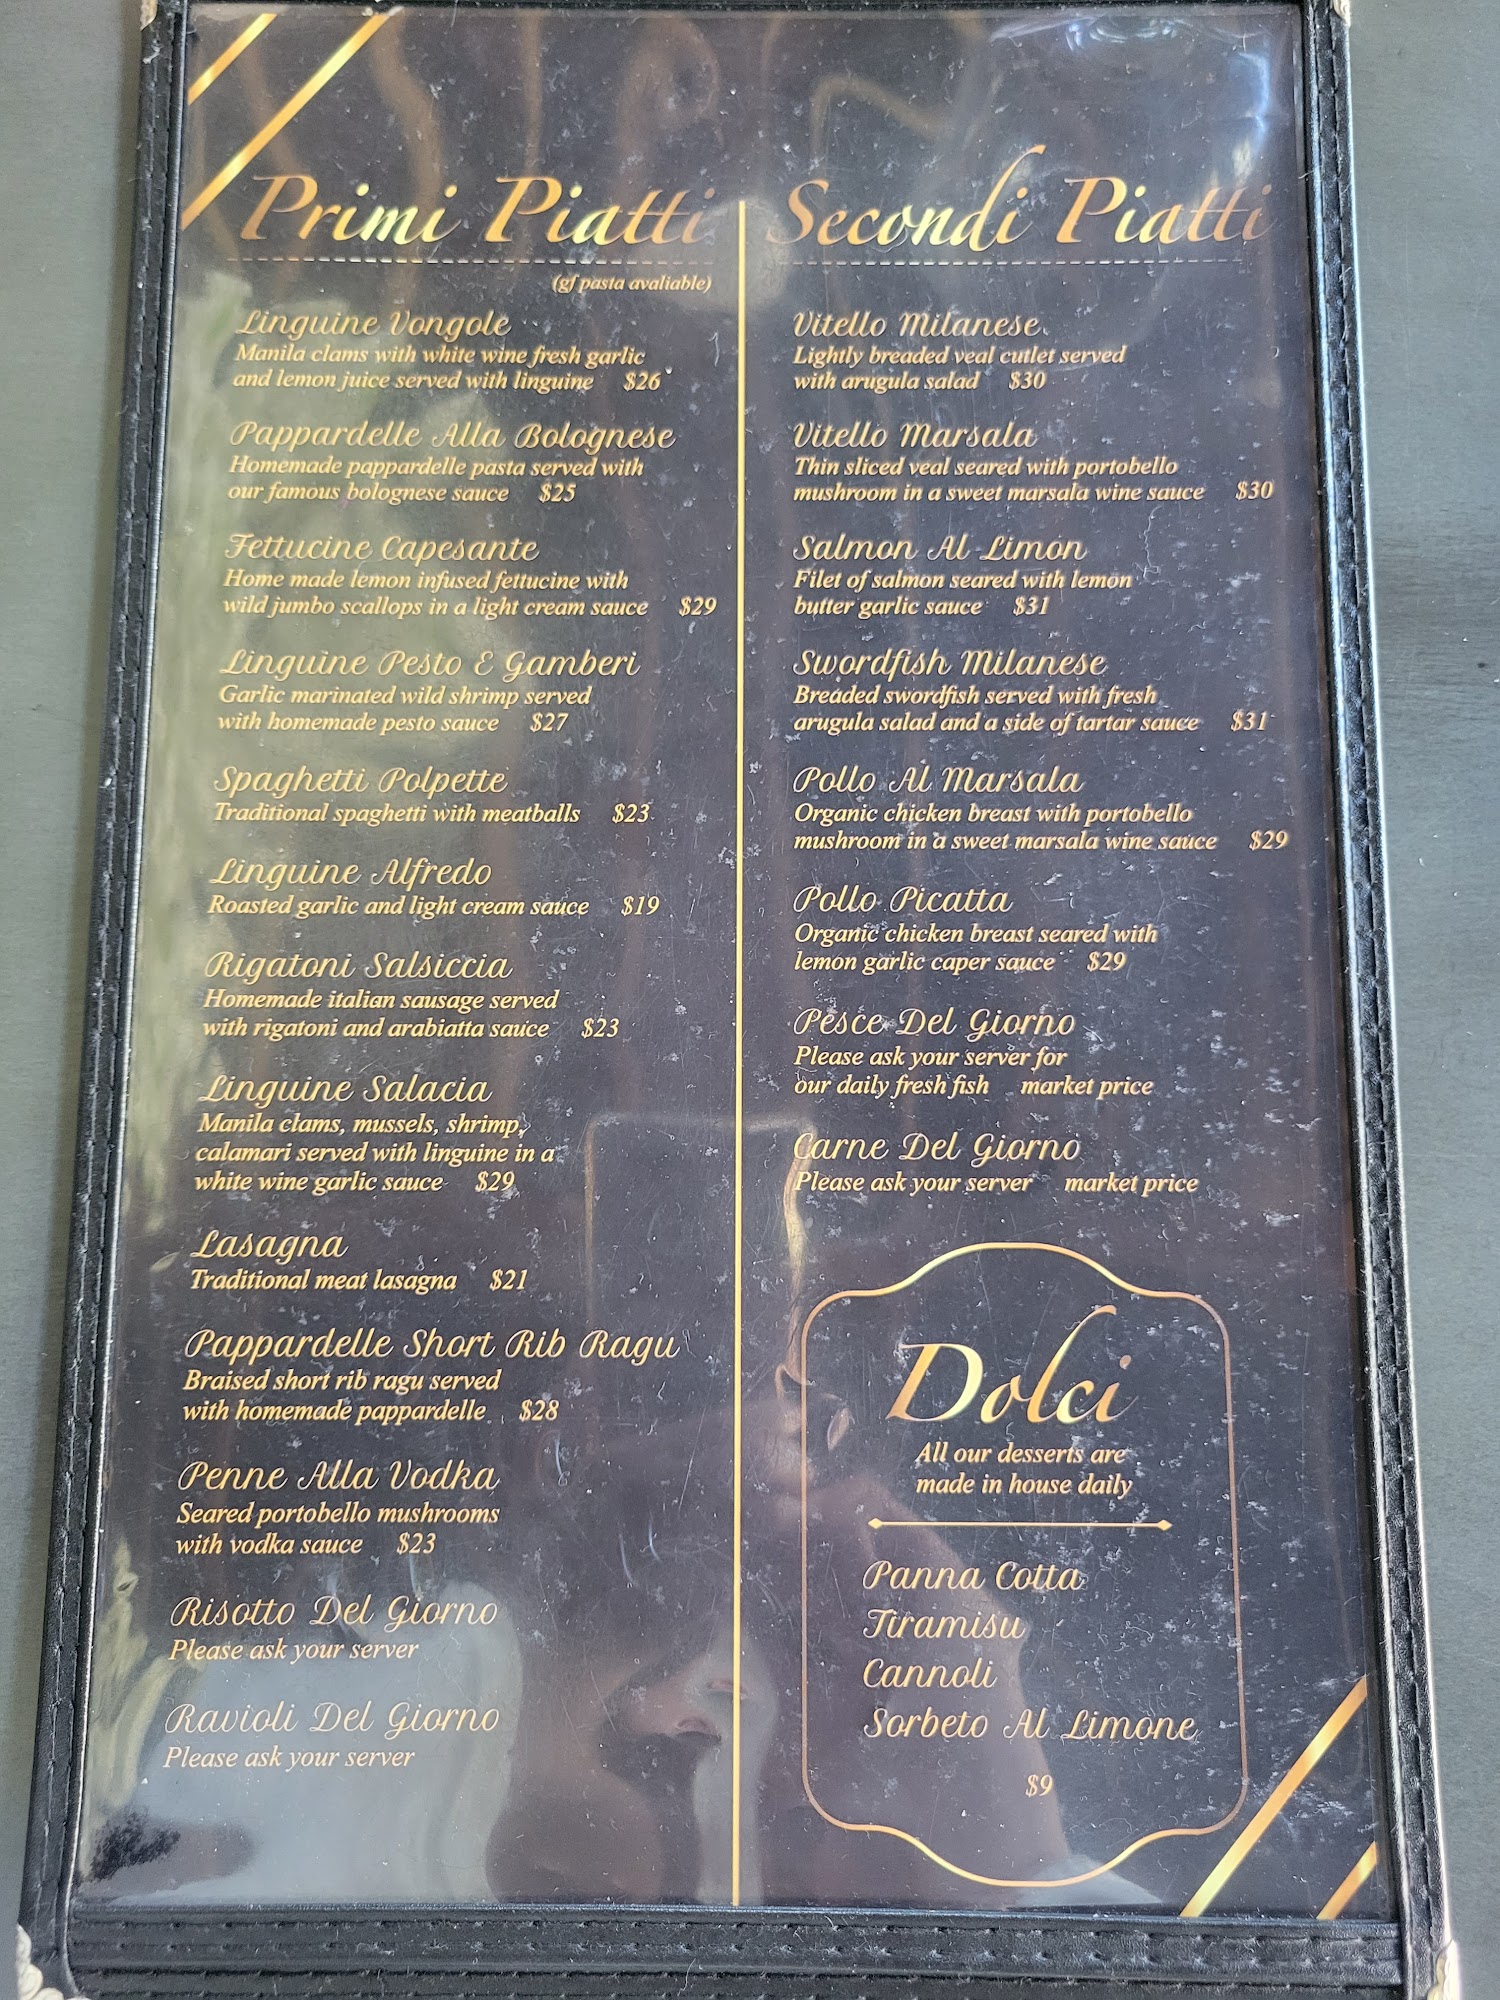 Primi Piatti
(gf pasta avaliable)
Linguine Vongole
Manila clams with white wine fresh garlic
and lemon juice served with linguine $26
Pappardelle Alla Bolognese
Homemade pappardelle pasta served with
our famous bolognese sauce $25
Fettucine Capesante
Home made lemon infused fettucine with
wild jumbo scallops in a light cream sauce $29
Linguine Pesto E Gamberi
Garlic marinated wild shrimp served
with homemade pesto sauce $27
Spaghetti Polpette
Traditional spaghetti with meatballs $23
Linguine Alfredo
Roasted garlic and light cream sauce $19
Rigatoni Salsiccia
Homemade italian sausage served
with rigatoni and arabiatta sauce $23
Linguine Salacia
Manila clams, mussels, shrimp,
calamari served with linguine in a
white wine garlic sauce $29
Lasagna
Traditional meat lasagna $21
Pappardelle Short Rib Ragu
Braised short rib ragu served
with homemade pappardelle $28
Penne Alla Vodka
Seared portobello mushrooms
with vodka sauce $23
Risotto Del Giorno
Please ask your server
Ravioli Del Giorno
Please ask your server
Secondi Piatti
Vitello Milanese
Lightly breaded veal cutlet served
with arugula salad $30
Vitello Marsala
Thin sliced veal seared with portobello
mushroom in a sweet marsala wine sauce $30
Salmon Al Limon
Filet of salmon seared with lemon
butter garlic sauce $31
Swordfish Milanese
Breaded swordfish served with fresh
arugula salad and a side of tartar sauce $31
Pollo Al Marsala
Organic chicken breast with portobello
mushroom in a sweet marsala wine sauce $29
Pollo Picatta
Organic chicken breast seared with
lemon garlic caper sauce $29
Pesce Del Giorno
Please ask your server for
our daily fresh fish market price
Carne Del Giorno
Please ask your server market price
Dolci
All our desserts are
made in house daily
Panna Cotta
Tiramisu
Cannoli
Sorbeto Al Limone
$9